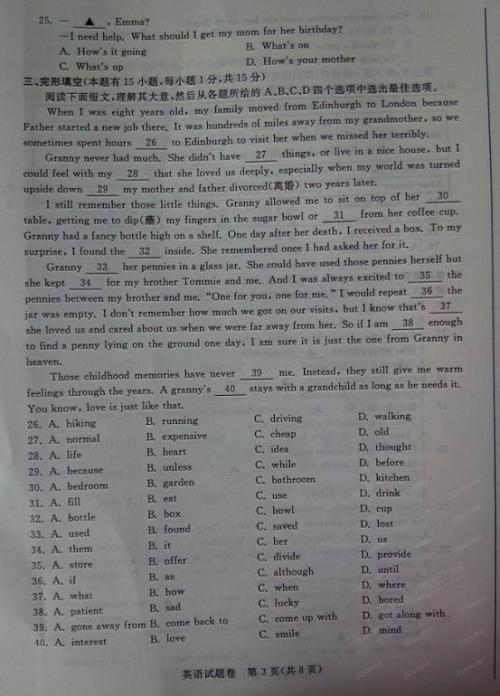 25. — ▲ , Emma?
—I need help. What should I get my mom for her birthday?
A. How's it going B. What's on
C. What's up D. How's your mother
三、完形填空(本题有15小题,每小题1分,共15分)
阅读下面短文,理解其大意,然后从各题所给的A、B、C、D四个选项中选出最佳选项。
When I was eight years old, my family moved from Edinburgh to London because
Father started a new job there. It was hundreds of miles away from my grandmother, so we
sometimes spent hours 26 to Edinburgh to visit her when we missed her terribly.
Granny never had much. She didn't have 27 things, or live in a nice house, but I
could feel with my 28 that she loved us deeply, especially when my world was turned
upside down 29 my mother and father divorced(离婚) two years later.
I still remember those little things. Granny allowed me to sit on top of her 30
table, getting me to dip(蘸) my fingers in the sugar bowl or 31 from her coffee cup.
Granny had a fancy bottle high on a shelf. One day after her death, I received a box. To my
surprise, I found the 32 inside. She remembered once I had asked her for it.
Granny 33 her pennies in a glass jar. She could have used those pennies herself but
she kept 34 for my brother Tommie and me. And I was always excited to 35 the
pennies between my brother and me. "One for you, one for me." I would repeat 36 the
jar was empty. I don't remember how much we got on our visits, but I know that's 37
she loved us and cared about us when we were far away from her. So if I am 38 enough
to find a penny lying on the ground one day, I am sure it is just the one from Granny in
heaven.
Those childhood memories have never 39 me. Instead, they still give me warm
feelings through the years. A granny's 40 stays with a grandchild as long as he needs it.
You know, love is just like that.
26. A. hiking B. running C. driving D. walking
27. A. normal B. expensive C. cheap D. old
28. A. life B. heart C. idea D. thought
29. A. because B. unless C. while D. before
30. A. bedroom B. garden C. bathroom D. kitchen
31. A. fill B. eat C. use D. drink
32. A. bottle B. box C. bowl D. cup
33. A. used B. found C. saved D. lost
34. A. them B. it C. her D. us
35. A. store B. offer C. divide D. provide
36. A. if B. as C. although D. until
37. A. what B. how C. when D. where
38. A. patient B. sad C. lucky D. bored
39. A. gone away from B. come back to C. come up with D. got along with
40. A. interest B. love C. smile D. mind
英语试题卷 第3页(共8页)